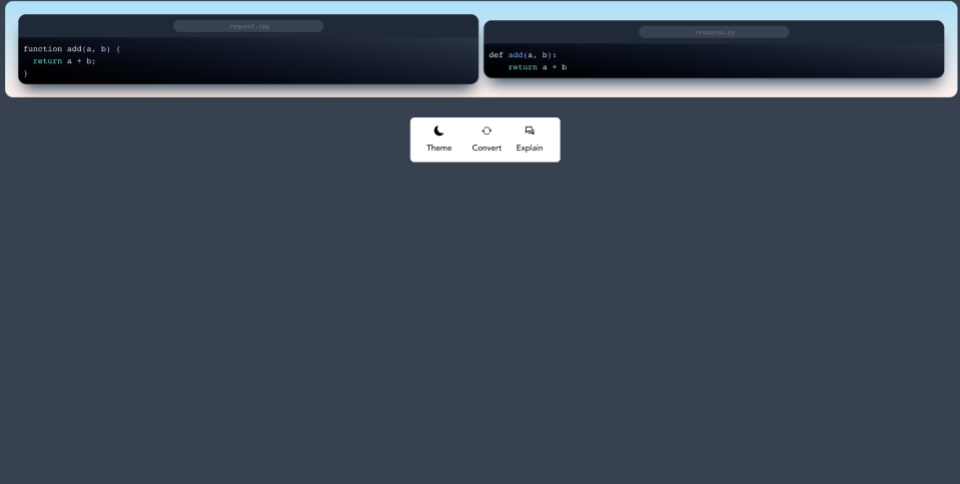 request.cpp
function add(a, b) {
  return a + b;
}
response.py
def add(a, b):
    return a + b
Theme
Convert
Explain